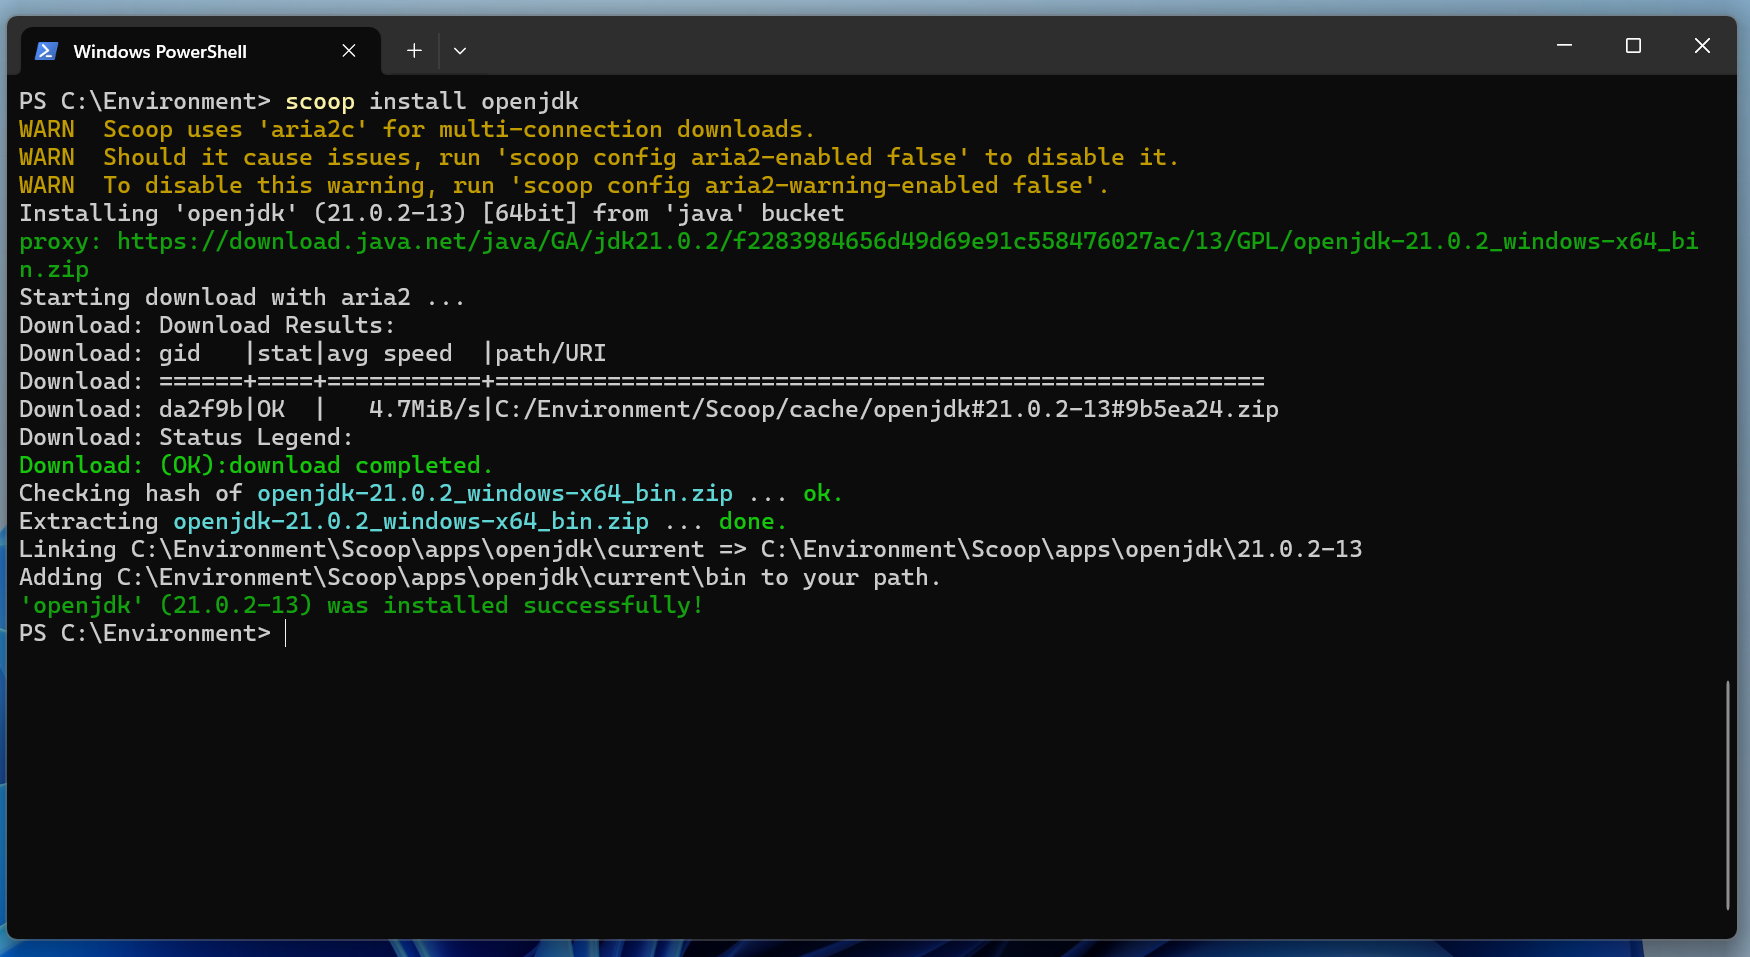 Windows PowerShell
PS C:\Environment> scoop install openjdk
WARN  Scoop uses 'aria2c' for multi-connection downloads.
WARN  Should it cause issues, run 'scoop config aria2-enabled false' to disable it.
WARN  To disable this warning, run 'scoop config aria2-warning-enabled false'.
Installing 'openjdk' (21.0.2-13) [64bit] from 'java' bucket
proxy: https://download.java.net/java/GA/jdk21.0.2/f2283984656d49d69e91c558476027ac/13/GPL/openjdk-21.0.2_windows-x64_bi
n.zip
Starting download with aria2 ...
Download: Download Results:
Download: gid   |stat|avg speed  |path/URI
Download: ======+====+===========+=======================================================
Download: da2f9b|OK  |   4.7MiB/s|C:/Environment/Scoop/cache/openjdk#21.0.2-13#9b5ea24.zip
Download: Status Legend:
Download: (OK):download completed.
Checking hash of openjdk-21.0.2_windows-x64_bin.zip ... ok.
Extracting openjdk-21.0.2_windows-x64_bin.zip ... done.
Linking C:\Environment\Scoop\apps\openjdk\current => C:\Environment\Scoop\apps\openjdk\21.0.2-13
Adding C:\Environment\Scoop\apps\openjdk\current\bin to your path.
'openjdk' (21.0.2-13) was installed successfully!
PS C:\Environment>